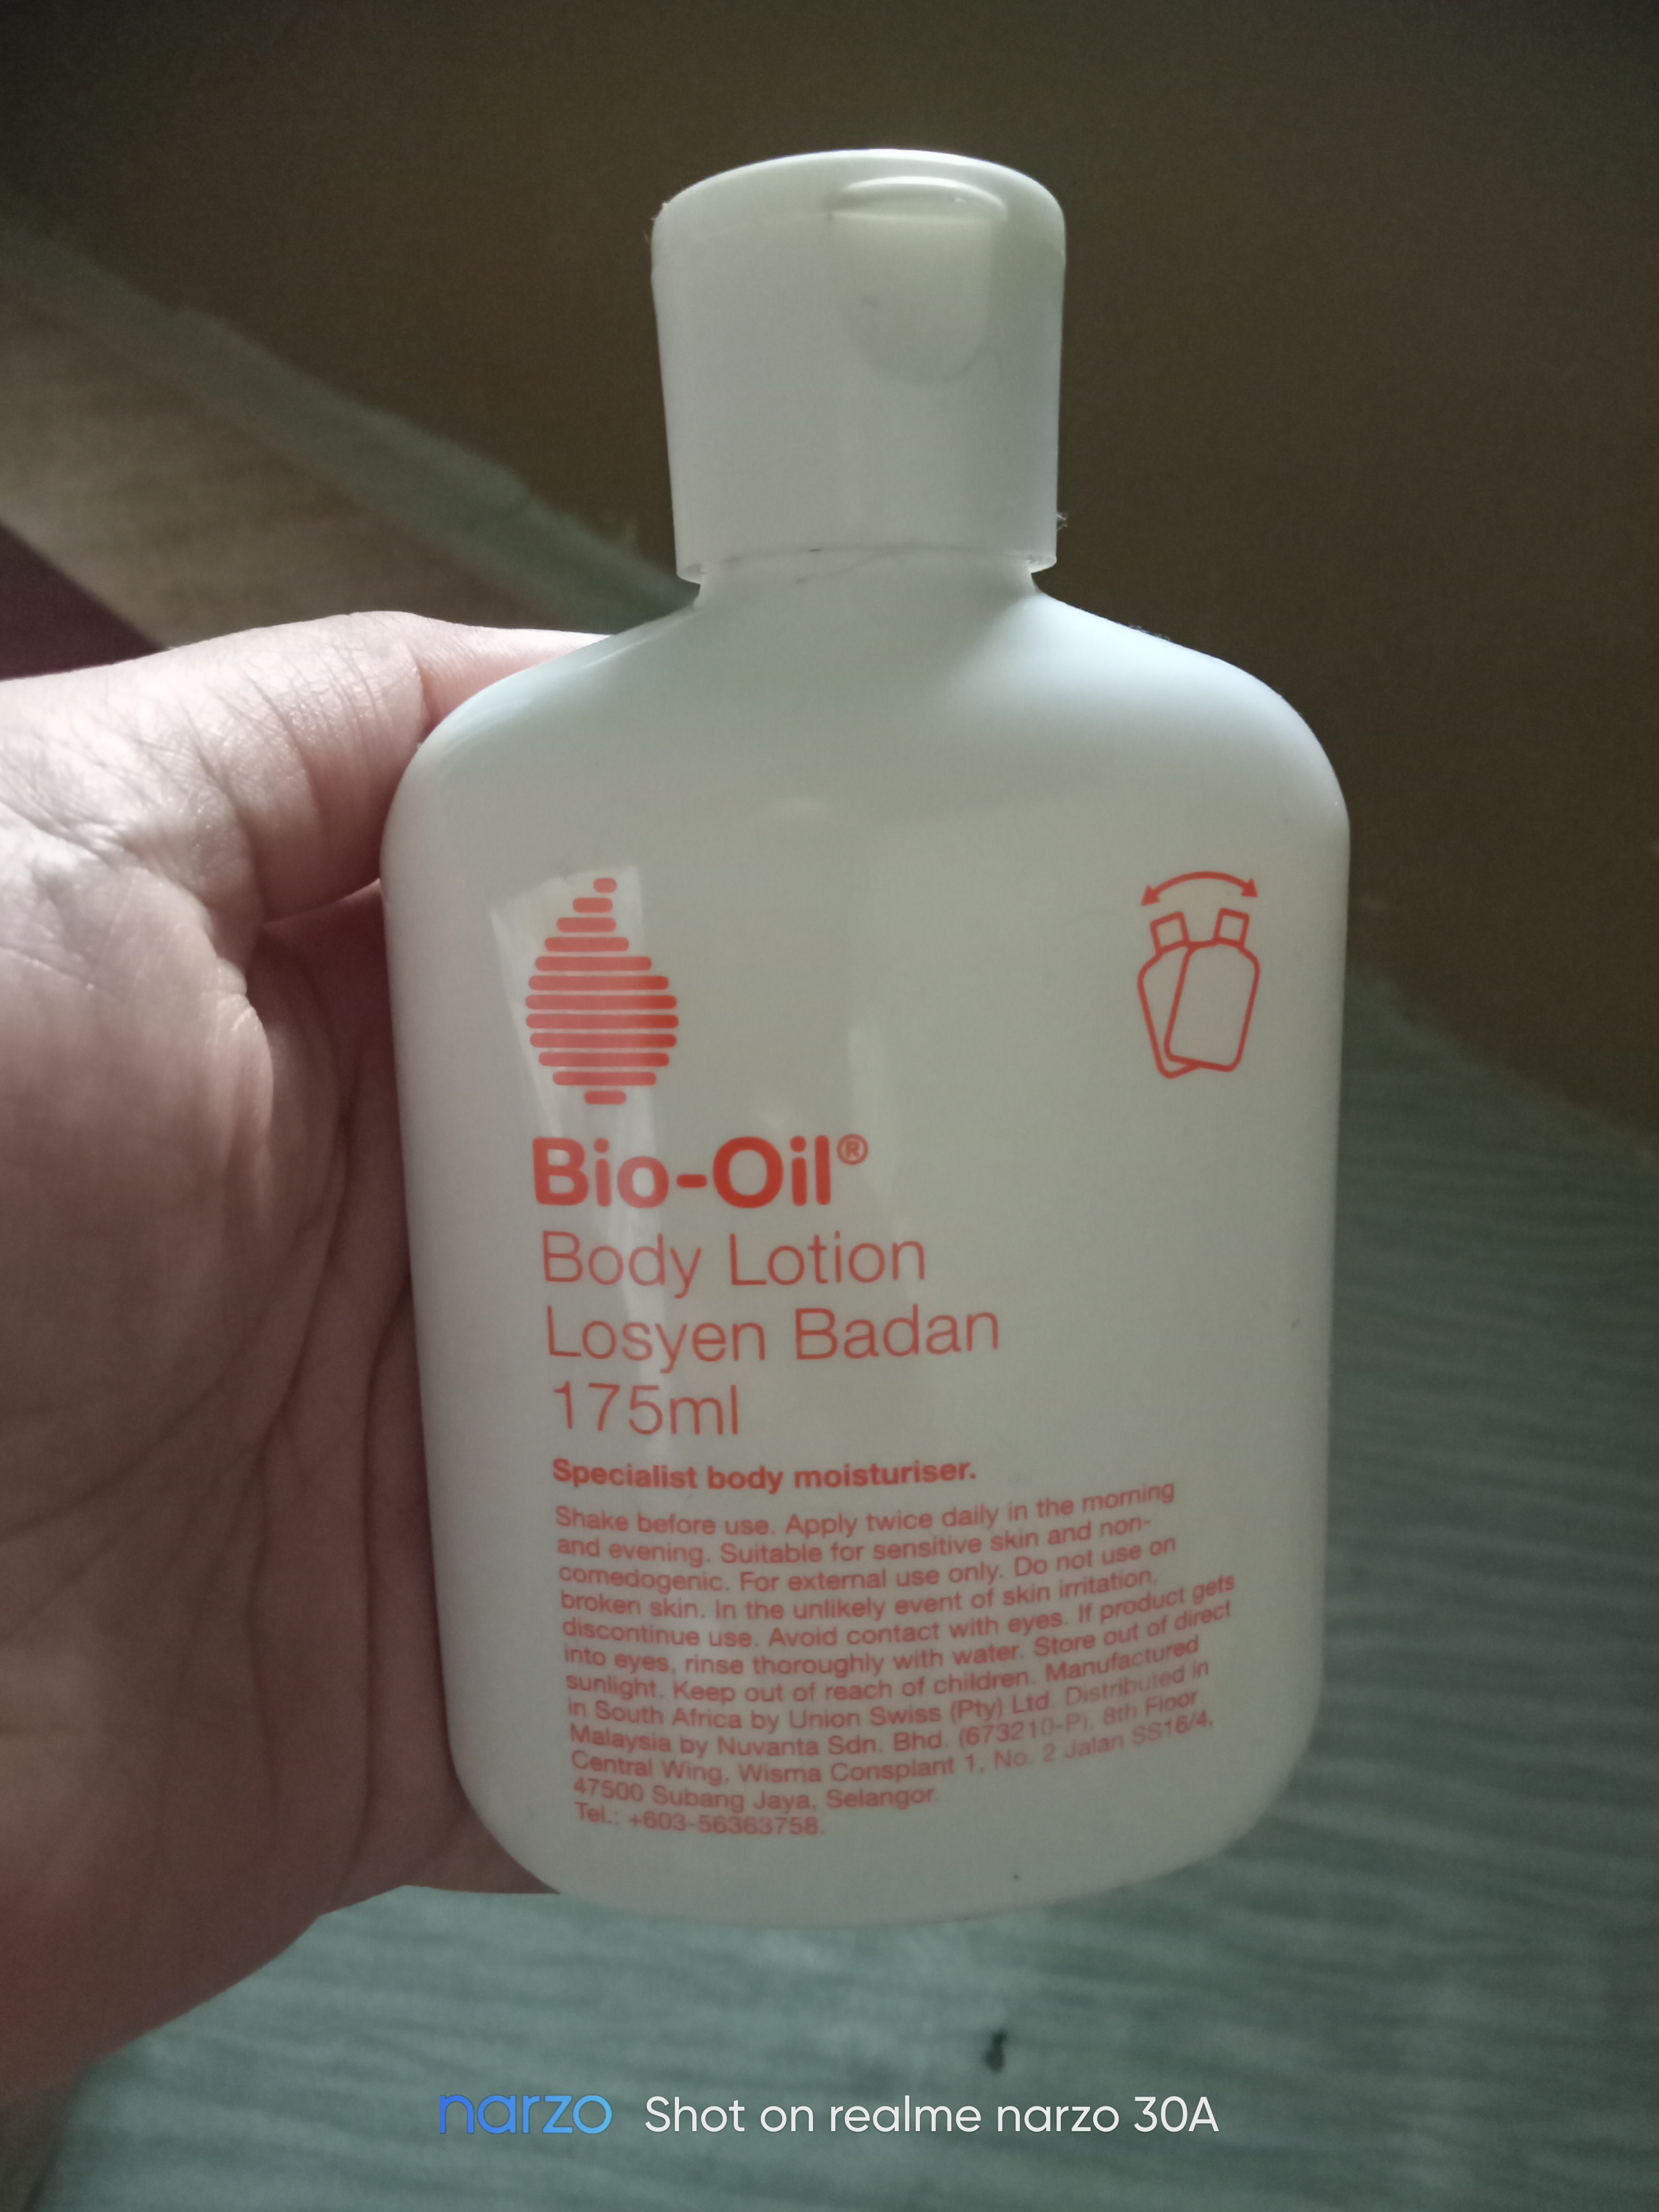 Bio-Oil®
Body Lotion
Losyen Badan
175ml
Specialist body moisturiser.
Shake before use. Apply twice daily in the morning
and evening. Suitable for sensitive skin and non-
comedogenic. For external use only. Do not use on
broken skin. In the unlikely event of skin irritation,
discontinue use. Avoid contact with eyes. If product gets
into eyes, rinse thoroughly with water. Store out of direct
sunlight. Keep out of reach of children. Manufactured
in South Africa by Union Swiss (Pty) Ltd. Distributed in
Malaysia by Nuvanta Sdn. Bhd. (673210-P), 8th Floor,
Central Wing, Wisma Consplant 1, No. 2 Jalan SS16/4,
47500 Subang Jaya, Selangor.
Tel.: +603-56363758.
narzo Shot on realme narzo 30A